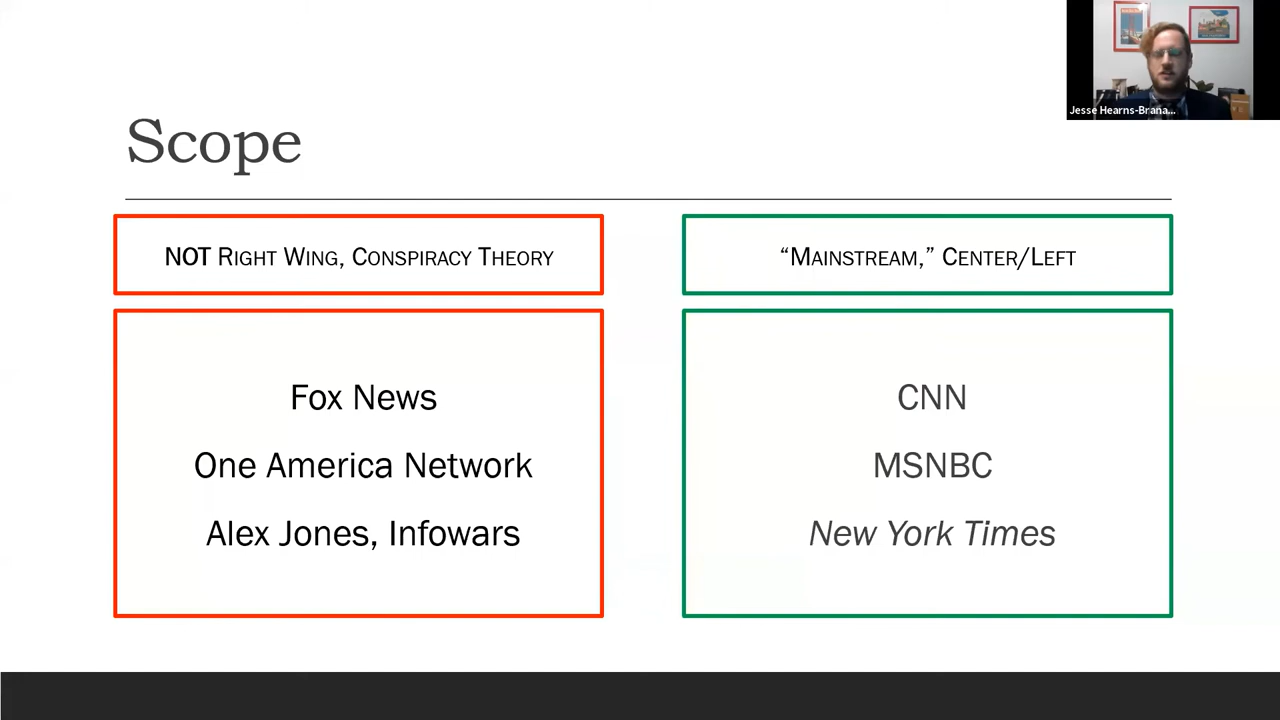 Jesse Hearns-Brana...
Scope
NOT RIGHT WING, CONSPIRACY THEORY
“MAINSTREAM,” CENTER/LEFT
Fox News
One America Network
Alex Jones, Infowars
CNN
MSNBC
New York Times